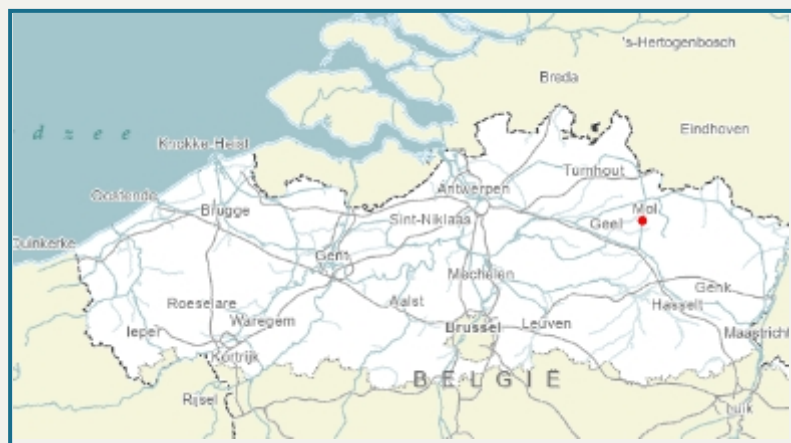 's-Hertogenbosch
Breda
d z e e
Eindhoven
Knokke-Heist
Turnhout
Oostende
Antwerpen
Brugge
Mol
Sint-Niklaas
Geel
Duinkerke
Gent
Mechelen
Genk
Roeselare
Aalst
Hasselt
Ieper
Waregem
Brussel
Leuven
Maastricht
Kortrijk
BELGIË
Rijsel
Luik